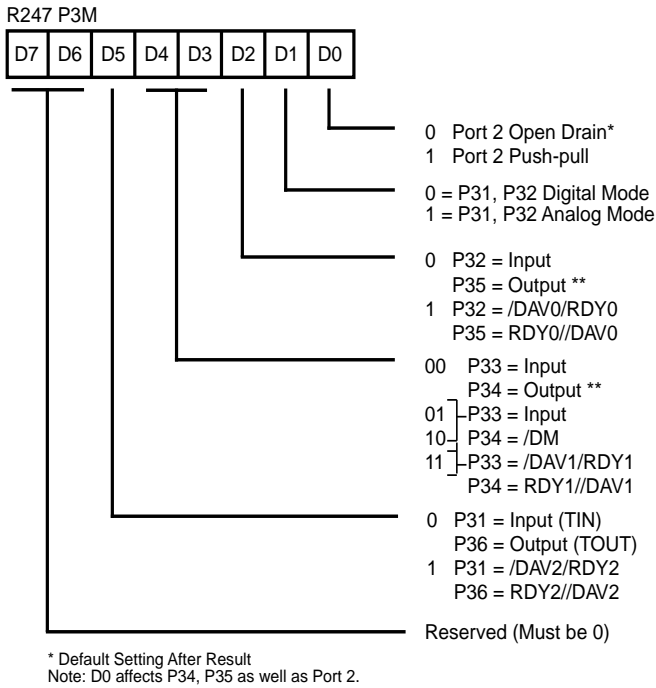 R247 P3M
D7 D6 D5 D4 D3 D2 D1 D0
0 Port 2 Open Drain*
1 Port 2 Push-pull
0 = P31, P32 Digital Mode
1 = P31, P32 Analog Mode
0 P32 = Input
P35 = Output **
1 P32 = /DAV0/RDY0
P35 = RDY0//DAV0
00 P33 = Input
P34 = Output **
01 P33 = Input
10 P34 = /DM
11 P33 = /DAV1/RDY1
P34 = RDY1//DAV1
0 P31 = Input (TIN)
P36 = Output (TOUT)
1 P31 = /DAV2/RDY2
P36 = RDY2//DAV2
Reserved (Must be 0)
* Default Setting After Result
Note: D0 affects P34, P35 as well as Port 2.